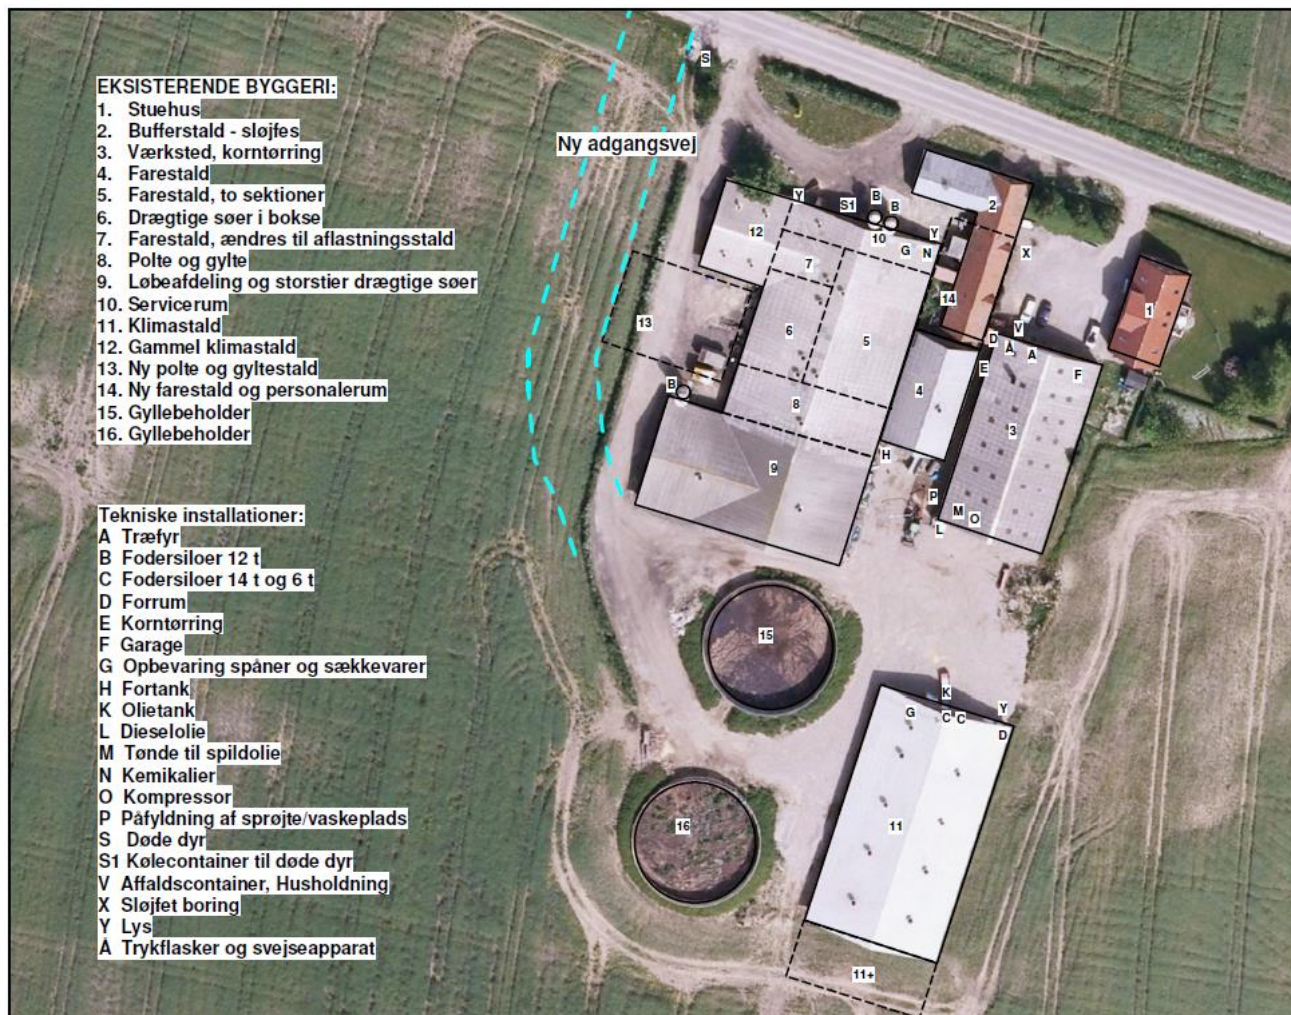 EKSISTERENDE BYGGERI:
1. Stuehus
2. Bufferstald - sløjfes
3. Værksted, korntørring
4. Farestald
5. Farestald, to sektioner
6. Drægtige søer i bokse
7. Farestald, ændres til aflastningsstald
8. Polte og gylte
9. Løbeafdeling og storstier drægtige søer
10. Servicerum
11. Klimastald
12. Gammel klimastald
13. Ny polte og gyltestald
14. Ny farestald og personalerum
15. Gyllebeholder
16. Gyllebeholder
Tekniske installationer:
A Træfyr
B Fodersiloer 12 t
C Fodersiloer 14 t og 6 t
D Forrum
E Korntørring
F Garage
G Opbevaring spåner og sækkevarer
H Fortank
K Olietank
L Dieselolie
M Tønde til spildolie
N Kemikalier
O Kompressor
P Påfyldning af sprøjte/vaskeplads
S Døde dyr
S1 Kølecontainer til døde dyr
V Affaldscontainer, Husholdning
X Sløjfet boring
Y Lys
Å Trykflasker og svejseapparat
S
Ny adgangsvej
Y
S1
B
B
2
12
10
Y
G
N
X
7
14
1
13
6
5
V
D
Å
A
E
F
B
4
8
3
H
9
P
M
O
L
15
K
G
C
C
Y
D
16
11
11+